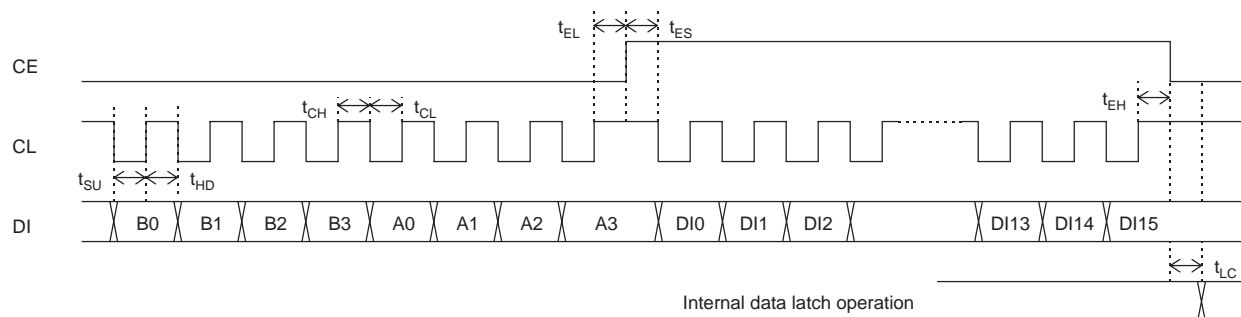 tEL tES
CE
tCH tCL tEH
CL
tSU tHD
DI B0 B1 B2 B3 A0 A1 A2 A3 DI0 DI1 DI2 DI13 DI14 DI15
tLC
Internal data latch operation